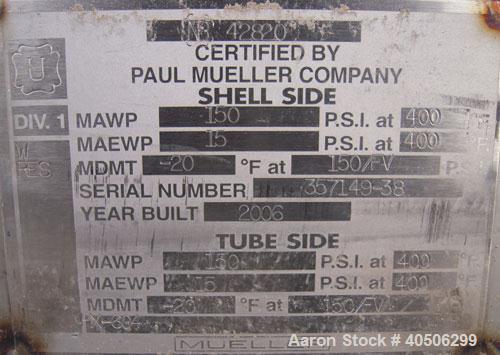 NB 42820
CERTIFIED BY
PAUL MUELLER COMPANY
SHELL SIDE
U
DIV. 1
MAWP 150 P.S.I. at 400 °F
MAEWP 15 P.S.I. at 400 °F
MDMT -20 °F at 150/FV P
W
RES
SERIAL NUMBER 357149-38
YEAR BUILT 2006
TUBE SIDE
MAWP 150 P.S.I. at 400
MAEWP 15 P.S.I. at 400
MDMT -20 °F at 150/FV
MUELLER
Aaron Stock # 40506299